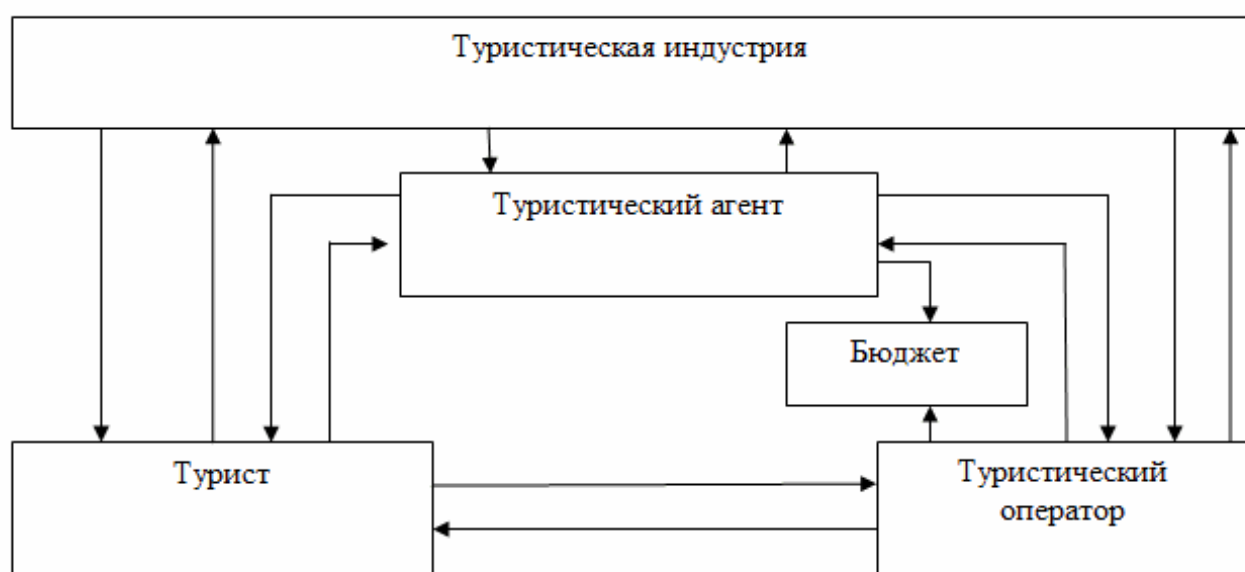 Туристическая индустрия
Туристический агент
Бюджет
Турист
Туристический
оператор